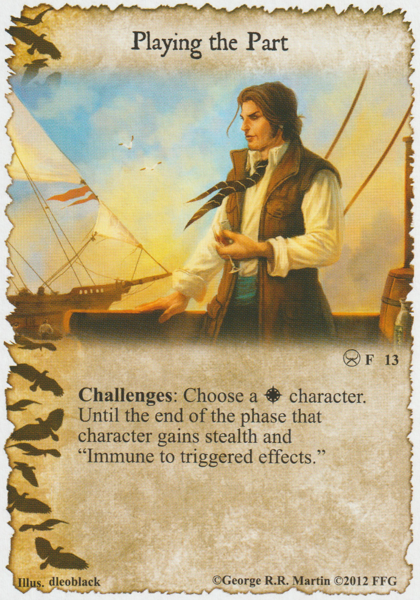 Playing the Part
F 13
Challenges: Choose a character.
Until the end of the phase that
character gains stealth and
“Immune to triggered effects.”
Illus. dleoblack ©George R.R. Martin ©2012 FFG